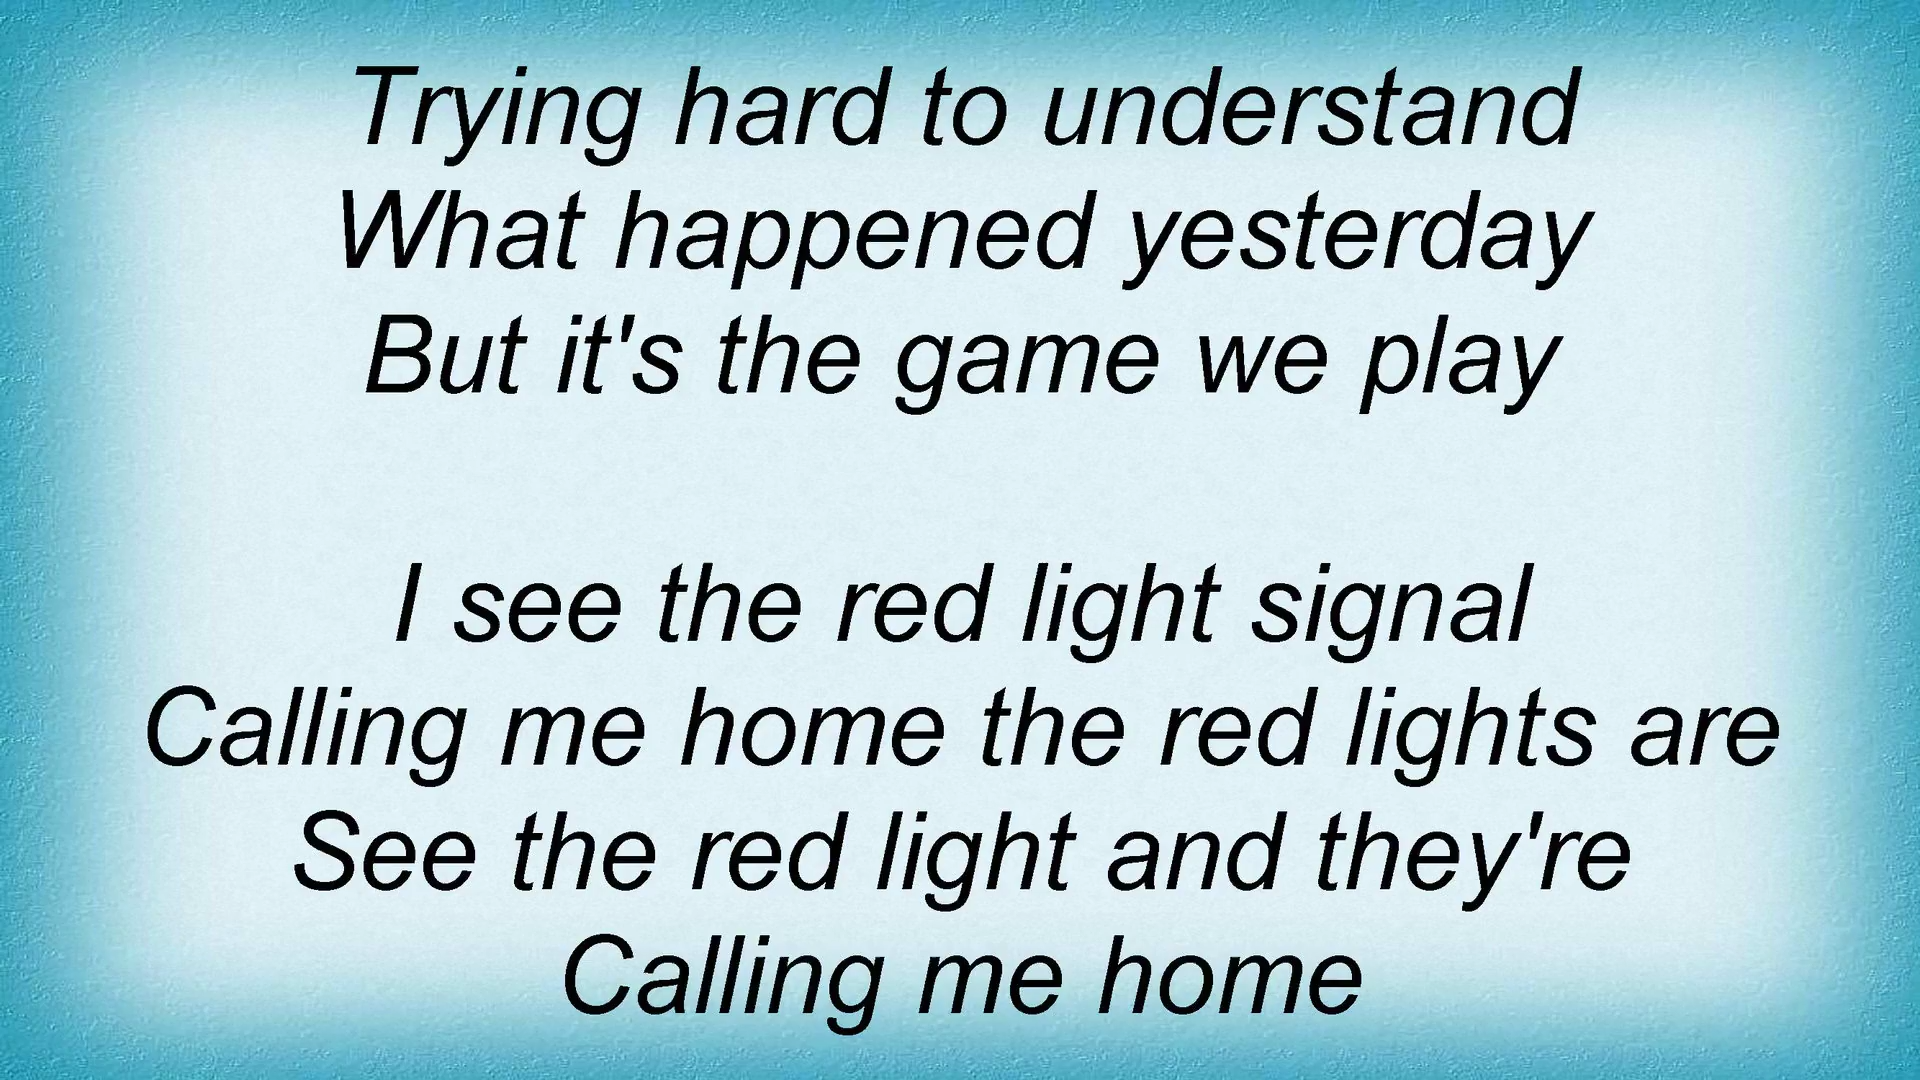 Trying hard to understand
What happened yesterday
But it's the game we play
I see the red light signal
Calling me home the red lights are
See the red light and they're
Calling me home